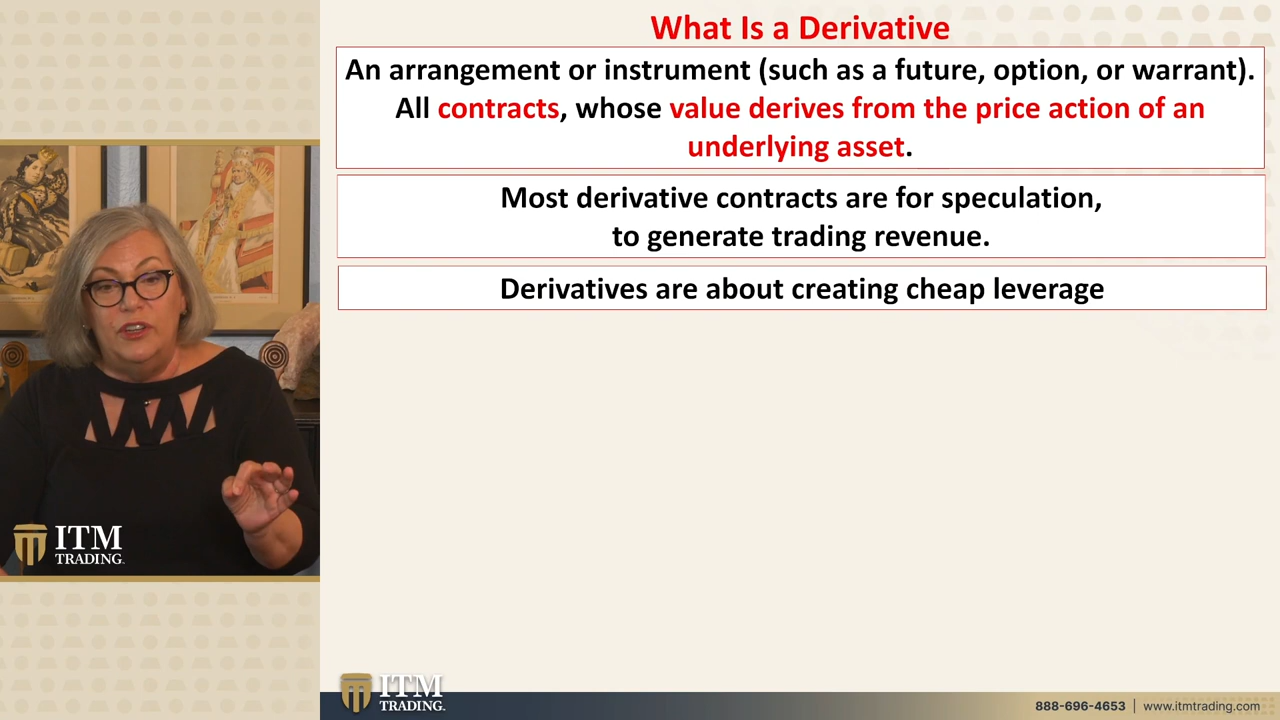 What Is a Derivative
An arrangement or instrument (such as a future, option, or warrant).
All contracts, whose value derives from the price action of an
underlying asset.
Most derivative contracts are for speculation,
to generate trading revenue.
Derivatives are about creating cheap leverage
ITM
TRADING.
ITM
TRADING.
888-696-4653 | www.itmtrading.com